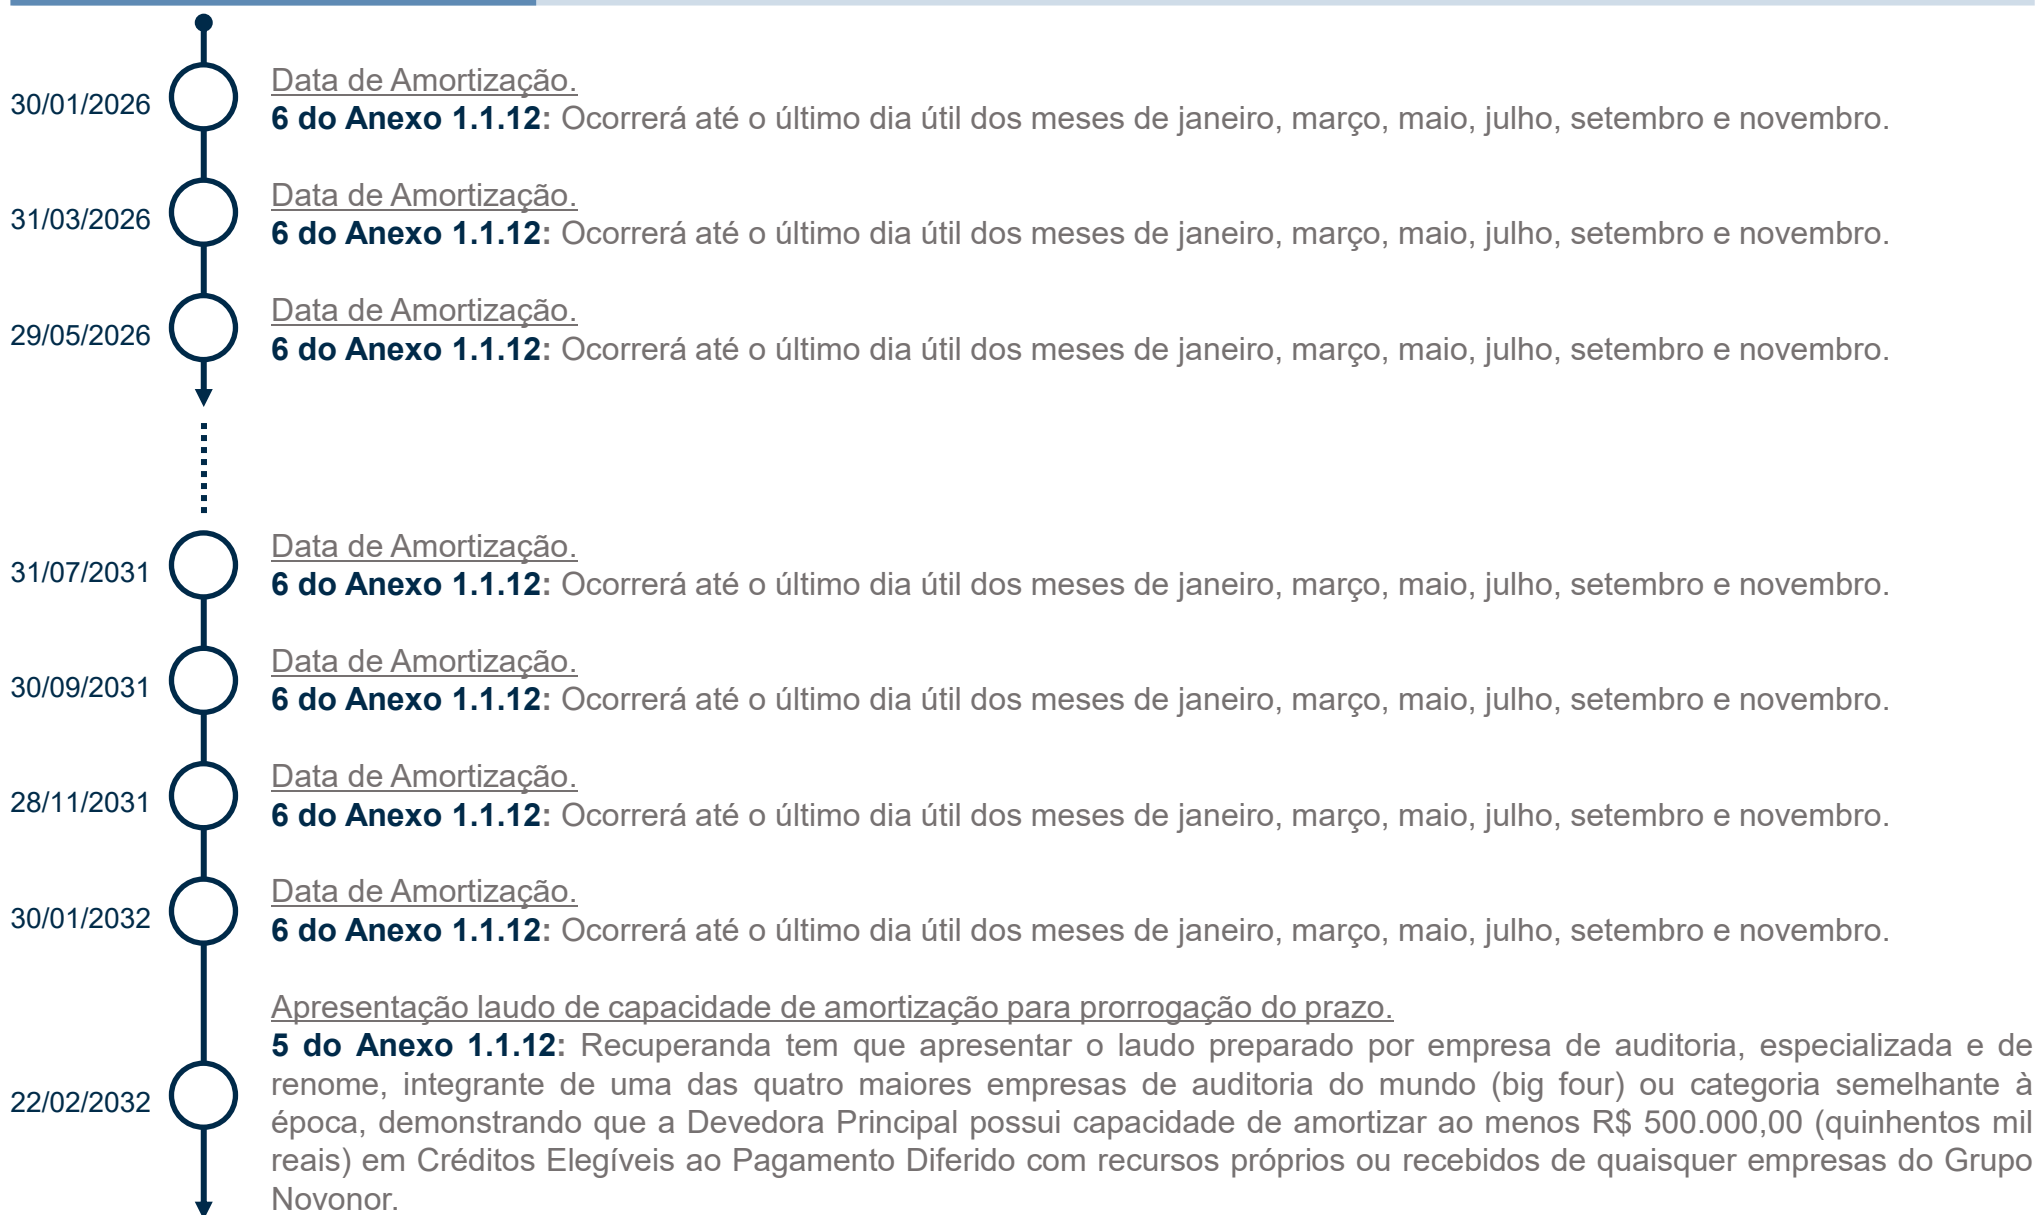 30/01/2026
Data de Amortização.
6 do Anexo 1.1.12: Ocorrerá até o último dia útil dos meses de janeiro, março, maio, julho, setembro e novembro.
31/03/2026
Data de Amortização.
6 do Anexo 1.1.12: Ocorrerá até o último dia útil dos meses de janeiro, março, maio, julho, setembro e novembro.
29/05/2026
Data de Amortização.
6 do Anexo 1.1.12: Ocorrerá até o último dia útil dos meses de janeiro, março, maio, julho, setembro e novembro.
31/07/2031
Data de Amortização.
6 do Anexo 1.1.12: Ocorrerá até o último dia útil dos meses de janeiro, março, maio, julho, setembro e novembro.
30/09/2031
Data de Amortização.
6 do Anexo 1.1.12: Ocorrerá até o último dia útil dos meses de janeiro, março, maio, julho, setembro e novembro.
28/11/2031
Data de Amortização.
6 do Anexo 1.1.12: Ocorrerá até o último dia útil dos meses de janeiro, março, maio, julho, setembro e novembro.
30/01/2032
Data de Amortização.
6 do Anexo 1.1.12: Ocorrerá até o último dia útil dos meses de janeiro, março, maio, julho, setembro e novembro.
22/02/2032
Apresentação laudo de capacidade de amortização para prorrogação do prazo.
5 do Anexo 1.1.12: Recuperanda tem que apresentar o laudo preparado por empresa de auditoria, especializada e de
renome, integrante de uma das quatro maiores empresas de auditoria do mundo (big four) ou categoria semelhante à
época, demonstrando que a Devedora Principal possui capacidade de amortizar ao menos R$ 500.000,00 (quinhentos mil
reais) em Créditos Elegíveis ao Pagamento Diferido com recursos próprios ou recebidos de quaisquer empresas do Grupo
Novonor.